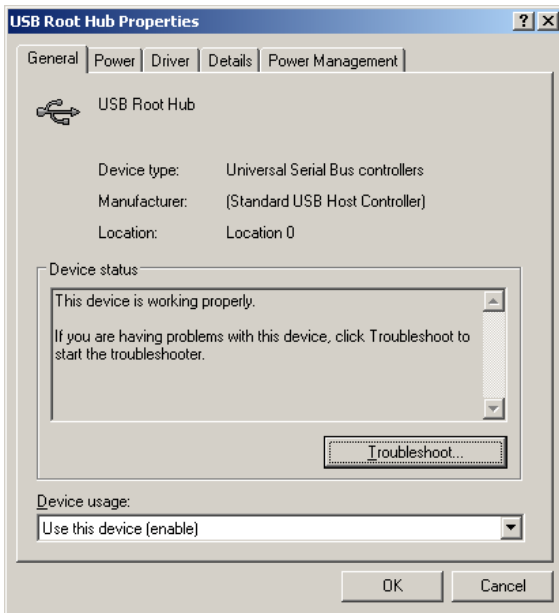 USB Root Hub Properties
General Power Driver Details Power Management
USB Root Hub
Device type: Universal Serial Bus controllers
Manufacturer: (Standard USB Host Controller)
Location: Location 0
Device status
This device is working properly.
If you are having problems with this device, click Troubleshoot to
start the troubleshooter.
Troubleshoot...
Device usage:
Use this device (enable)
OK Cancel